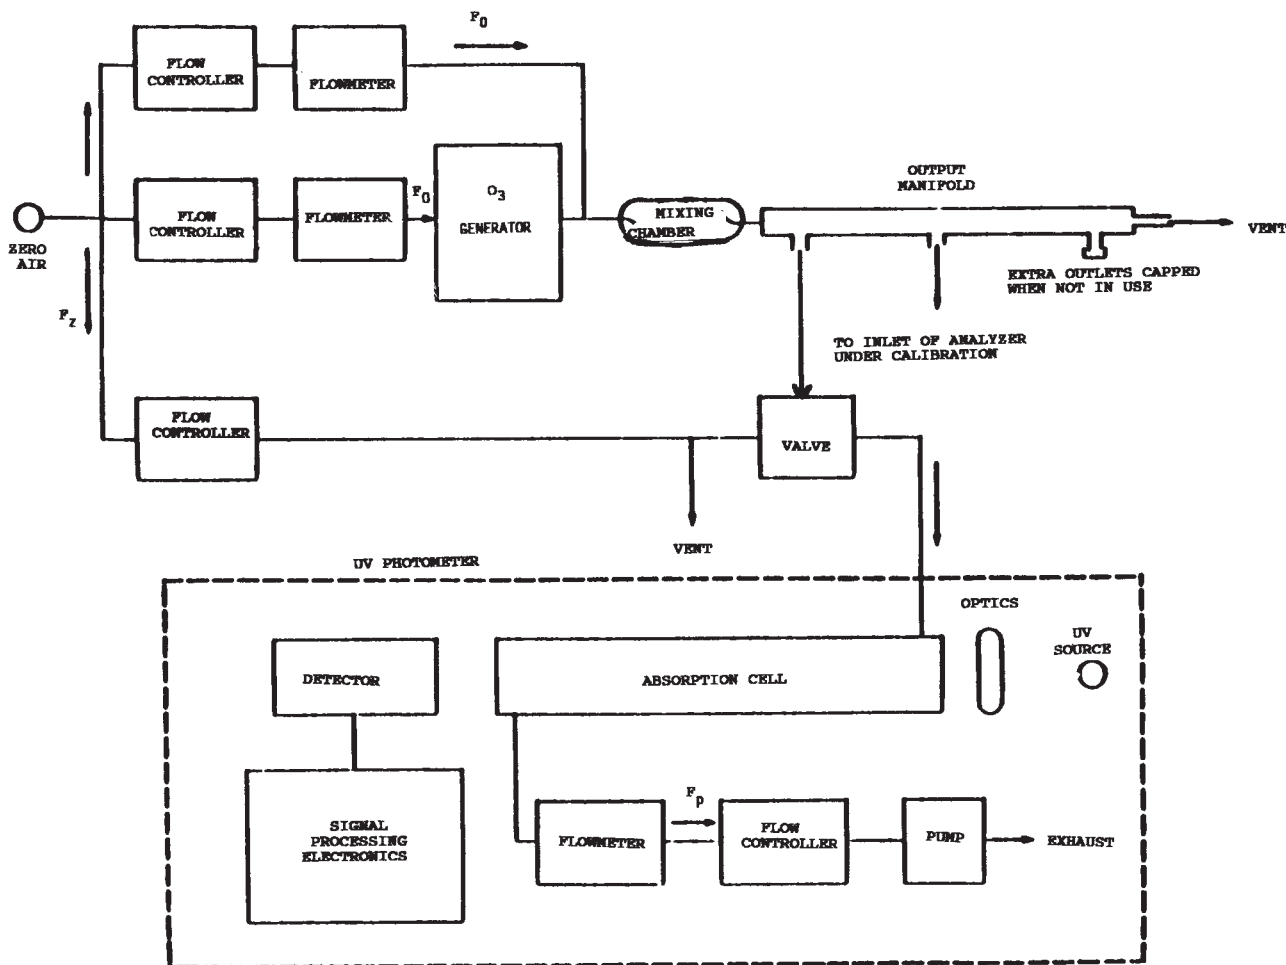 F0
FLOW
CONTROLLER
FLOWMETER
OUTPUT
MANIFOLD
F0
O3
GENERATOR
FLOW
CONTROLLER
FLOWMETER
MIXING
CHAMBER
VENT
ZERO
AIR
EXTRA OUTLETS CAPPED
WHEN NOT IN USE
Fz
TO INLET OF ANALYZER
UNDER CALIBRATION
FLOW
CONTROLLER
VALVE
VENT
UV PHOTOMETER
OPTICS
UV
SOURCE
DETECTOR
ABSORPTION CELL
Fp
SIGNAL
PROCESSING
ELECTRONICS
FLOWMETER
FLOW
CONTROLLER
PUMP
EXHAUST